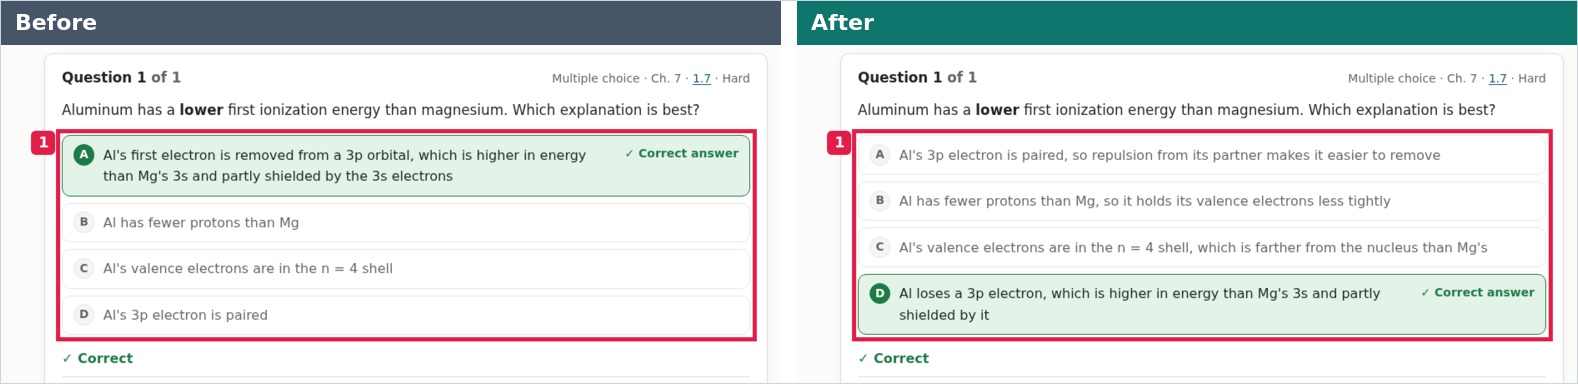 Before
Question 1 of 1
Multiple choice · Ch. 7 · 1.7 · Hard
Aluminum has a lower first ionization energy than magnesium. Which explanation is best?
1
A
Al's first electron is removed from a 3p orbital, which is higher in energy
than Mg's 3s and partly shielded by the 3s electrons
✓ Correct answer
B
Al has fewer protons than Mg
C
Al's valence electrons are in the n = 4 shell
D
Al's 3p electron is paired
✓ Correct
After
Question 1 of 1
Multiple choice · Ch. 7 · 1.7 · Hard
Aluminum has a lower first ionization energy than magnesium. Which explanation is best?
1
A
Al's 3p electron is paired, so repulsion from its partner makes it easier to remove
B
Al has fewer protons than Mg, so it holds its valence electrons less tightly
C
Al's valence electrons are in the n = 4 shell, which is farther from the nucleus than Mg's
D
Al loses a 3p electron, which is higher in energy than Mg's 3s and partly
shielded by it
✓ Correct answer
✓ Correct